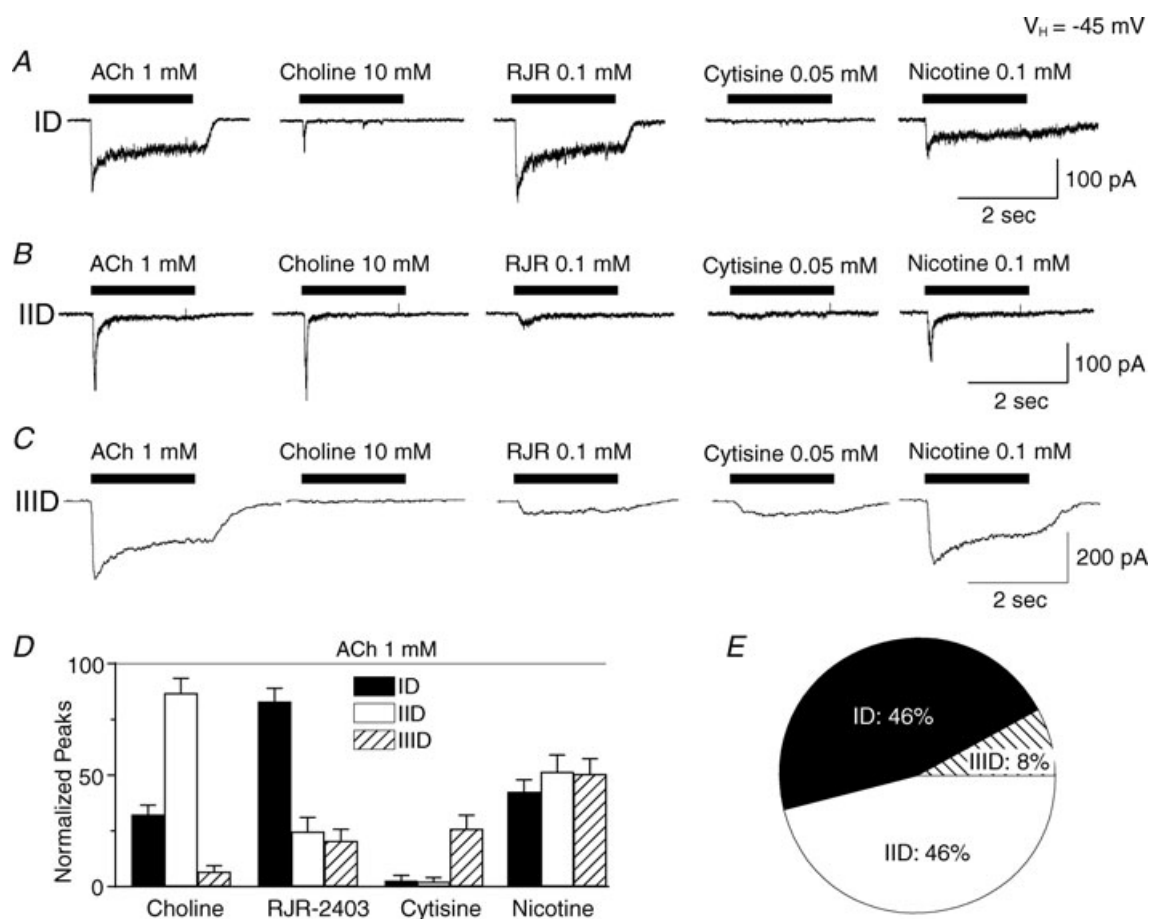 V_H = -45 mV
A
ACh 1 mM Choline 10 mM RJR 0.1 mM Cytisine 0.05 mM Nicotine 0.1 mM
ID
100 pA
2 sec
B
ACh 1 mM Choline 10 mM RJR 0.1 mM Cytisine 0.05 mM Nicotine 0.1 mM
IID
100 pA
2 sec
C
ACh 1 mM Choline 10 mM RJR 0.1 mM Cytisine 0.05 mM Nicotine 0.1 mM
IIID
200 pA
2 sec
D
ACh 1 mM
Normalized Peaks
100
50
0
ID
IID
IIID
Choline RJR-2403 Cytisine Nicotine
E
ID: 46%
IIID: 8%
IID: 46%